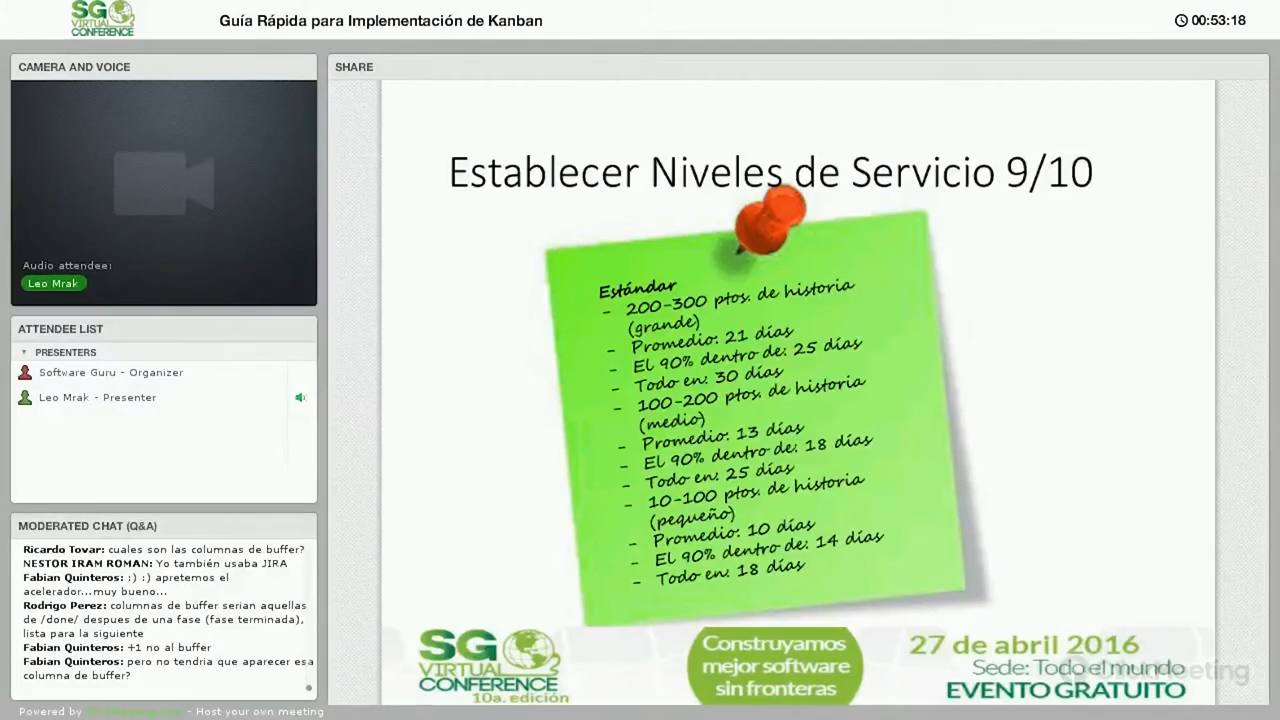 SG
VIRTUAL
CONFERENCE
Guía Rápida para Implementación de Kanban
00:53:18
CAMERA AND VOICE
Audio attendee:
Leo Mrak
ATTENDEE LIST
PRESENTERS
Software Guru - Organizer
Leo Mrak - Presenter
MODERATED CHAT (Q&A)
Ricardo Tovar: cuales son las columnas de buffer?
NESTOR IRAM ROMAN: Yo también usaba JIRA
Fabian Quinteros: :) :) apretemos el
acelerador...muy bueno...
Rodrigo Perez: columnas de buffer serian aquellas
de /done/ despues de una fase (fase terminada),
lista para la siguiente
Fabian Quinteros: +1 no al buffer
Fabian Quinteros: pero no tendria que aparecer esa
columna de buffer?
SHARE
Establecer Niveles de Servicio 9/10
Estándar
- 200-300 ptos. de historia
(grande)
- Promedio: 21 días
- El 90% dentro de: 25 días
- Todo en: 30 días
- 100-200 ptos. de historia
(medio)
- Promedio: 13 días
- El 90% dentro de: 18 días
- Todo en: 25 días
- 10-100 ptos. de historia
(pequeño)
- Promedio: 10 días
- El 90% dentro de: 14 días
- Todo en: 18 días
SG
VIRTUAL
CONFERENCE
10a. edición
Construyamos
mejor software
sin fronteras
27 de abril 2016
Sede: Todo el mundo
EVENTO GRATUITO
ClickMeeting
Powered by ClickMeeting.com - Host your own meeting